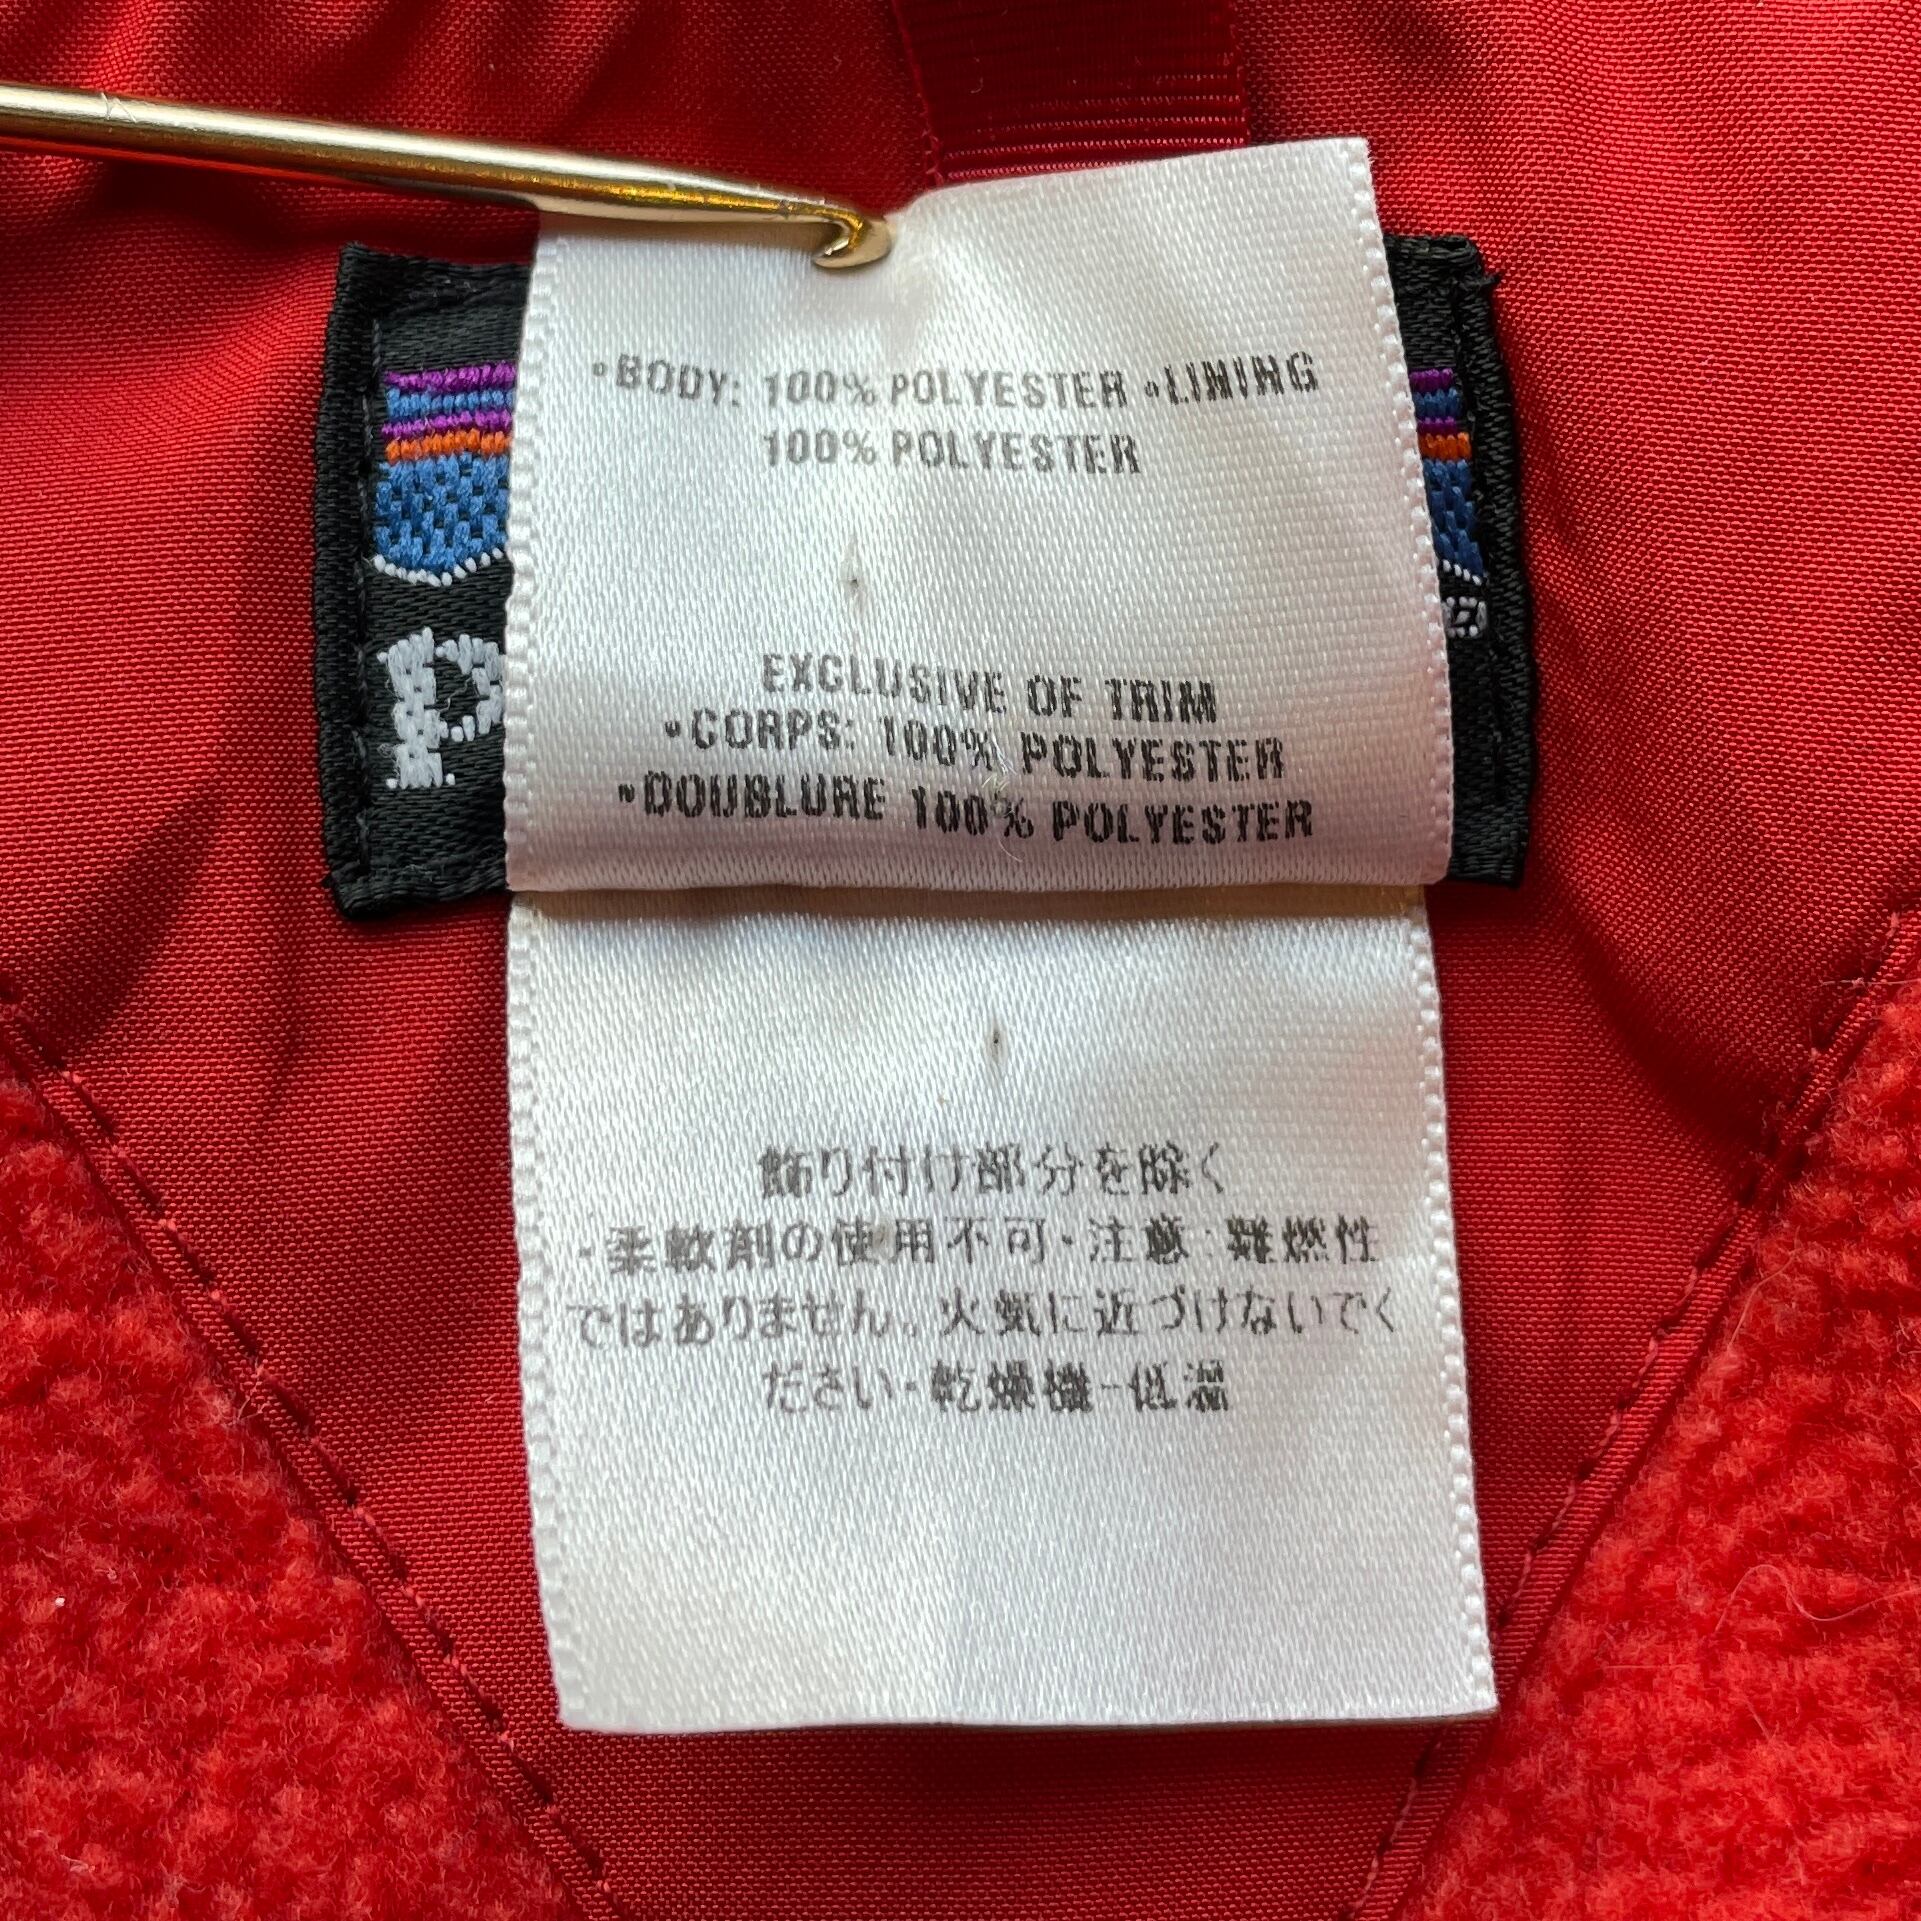 •BODY: 100% POLYESTER •LINING
100% POLYESTER
EXCLUSIVE OF TRIM
•CORPS: 100% POLYESTER
•DOUBLURE 100% POLYESTER
飾り付け部分を除く
・柔軟剤の使用不可・注意:難燃性
ではありません。火気に近づけないでく
ださい・乾燥機-低温
p
®